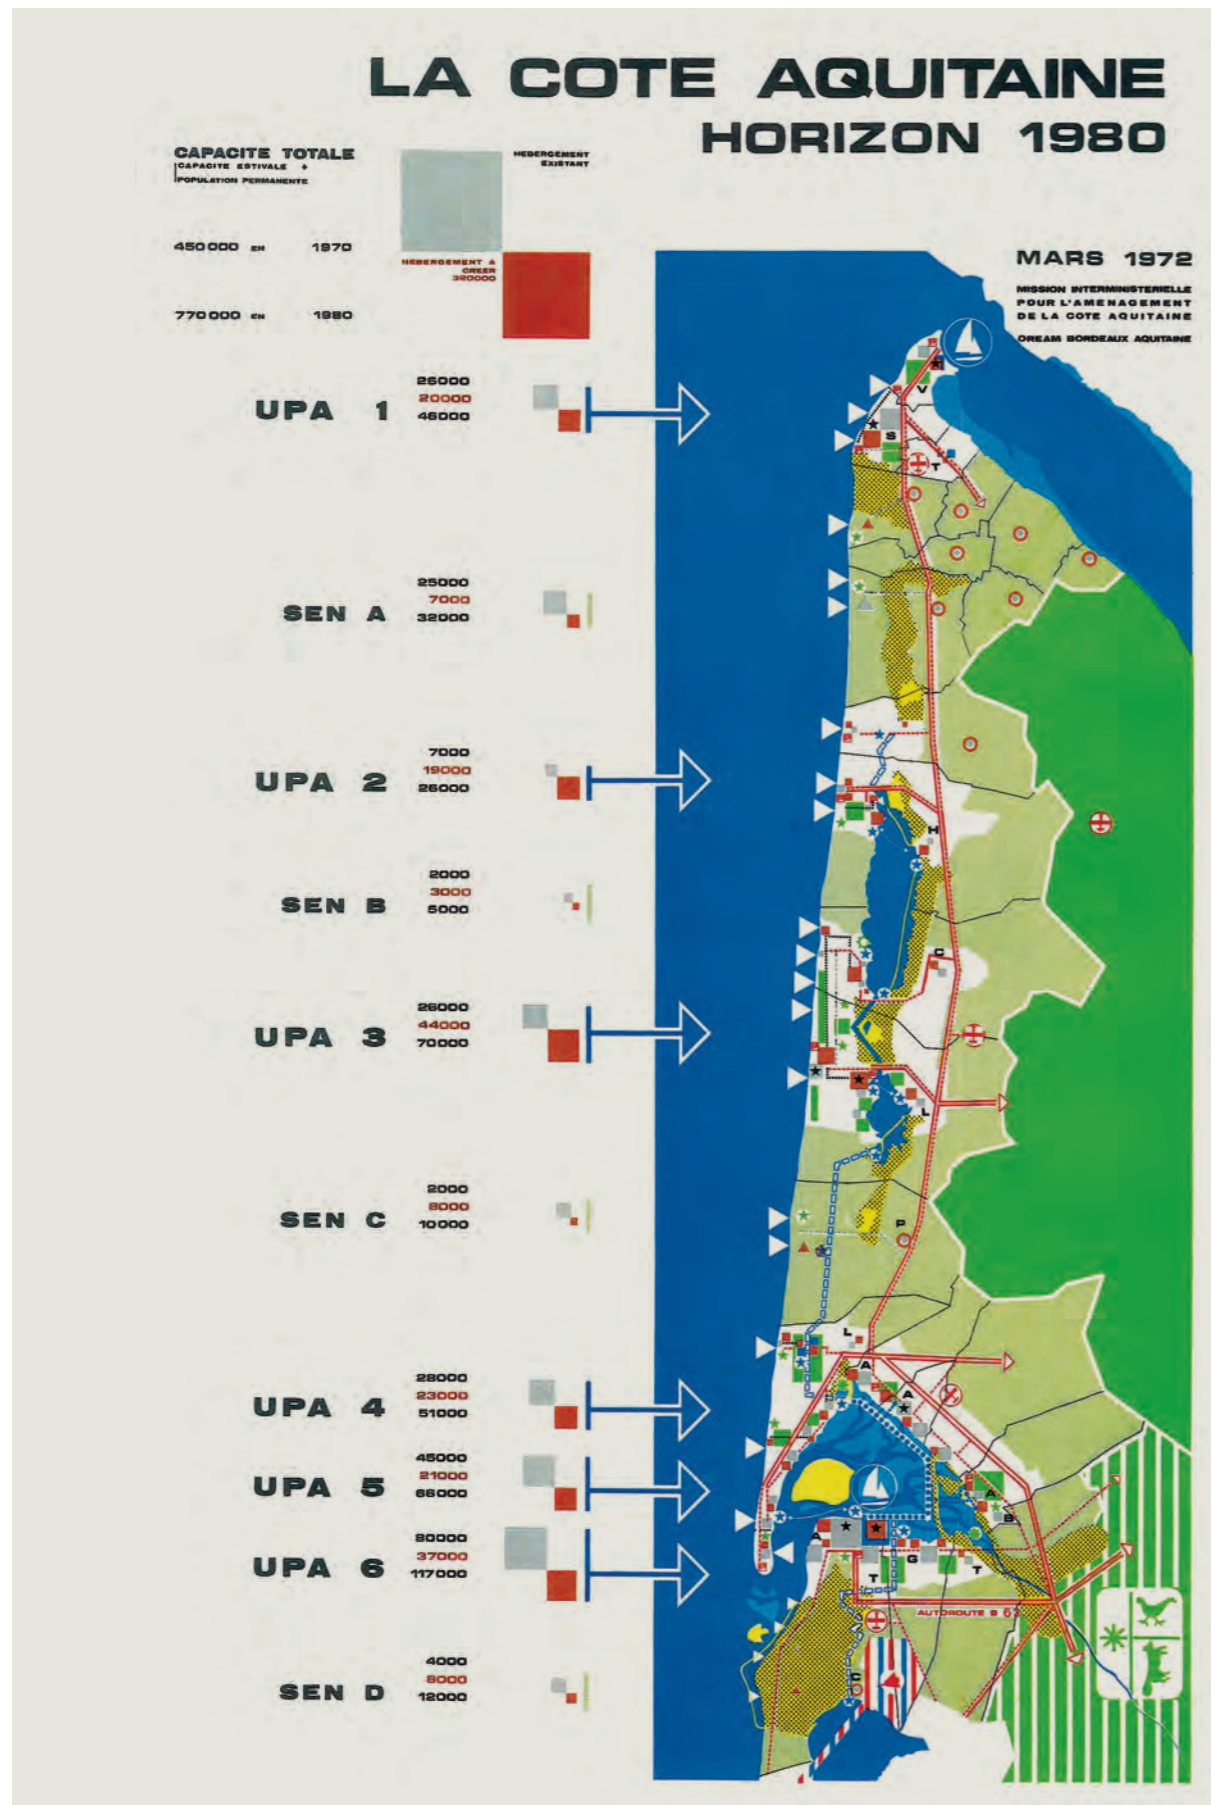 LA COTE AQUITAINE
HORIZON 1980
CAPACITE TOTALE
CAPACITE ESTIVALE +
POPULATION PERMANENTE
HEBERGEMENT
EXISTANT
450000 EN 1970
HEBERGEMENT A
CREER
320000
770000 EN 1980
MARS 1972
MISSION INTERMINISTERIELLE
POUR L'AMENAGEMENT
DE LA COTE AQUITAINE
OREAM BORDEAUX AQUITAINE
UPA 1
26000
20000
46000
SEN A
25000
7000
32000
UPA 2
7000
19000
26000
SEN B
2000
3000
5000
UPA 3
26000
44000
70000
SEN C
2000
8000
10000
UPA 4
28000
23000
51000
UPA 5
45000
21000
66000
UPA 6
80000
37000
117000
SEN D
4000
8000
12000
V
S
T
H
C
L
P
L
A
A
A
B
A
G
T
T
AUTOROUTE B 63
C